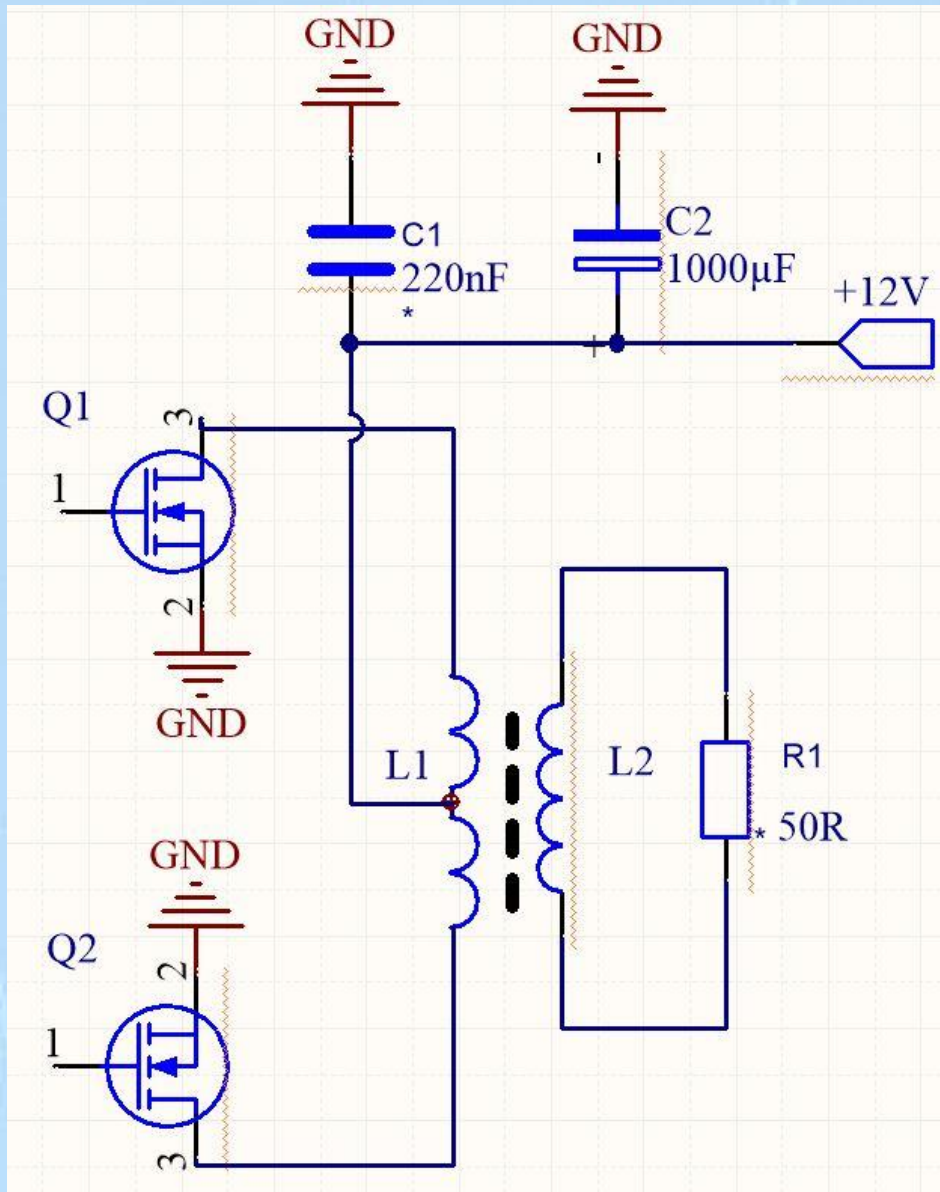 GND
GND
C1
220nF
*
C2
1000µF
+12V
Q1
3
1
2
GND
L1
L2
R1
* 50R
GND
Q2
2
1
3